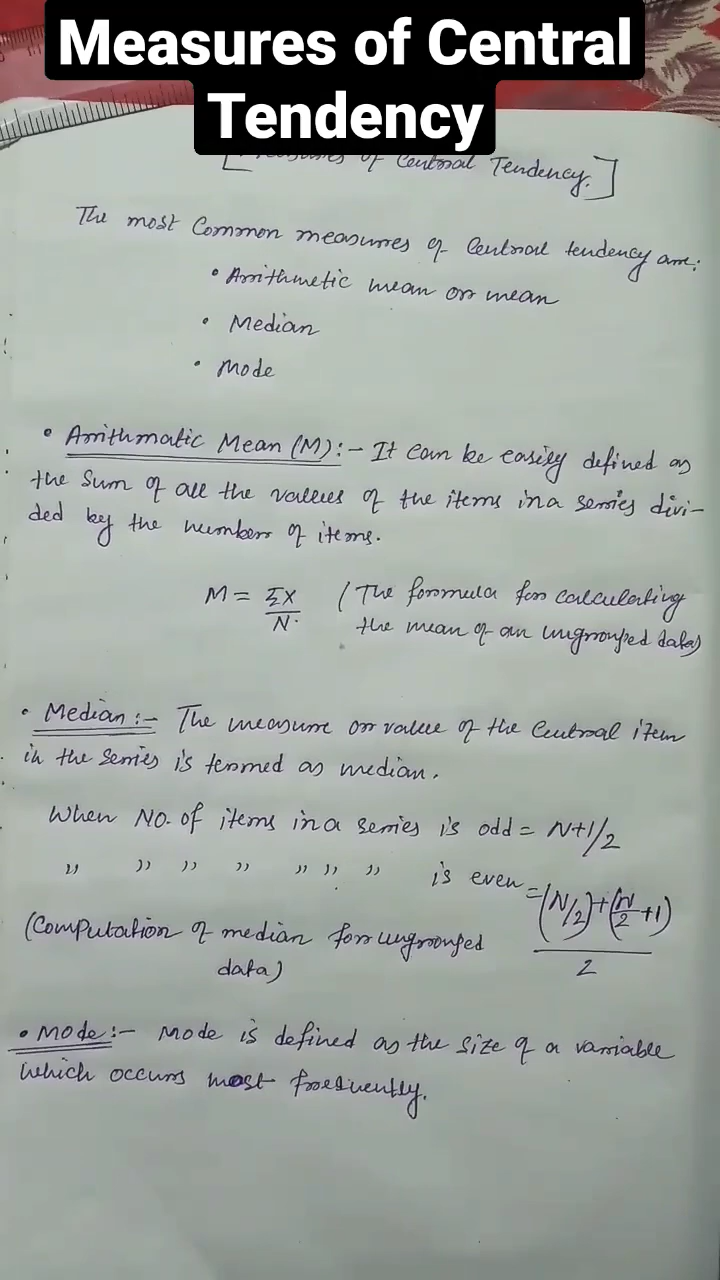 Measures of Central
Tendency
[Measures of Central Tendency.]
The most Common measures of Central tendency are:
• Arithmetic mean or mean
• Median
• Mode
• Arithmatic Mean (M):- It can be easily defined as
the Sum of all the values of the items in a series divi-
ded by the number of items.
M = ΣX/N. (The formula for calculating
the mean of an ungrouped data)
• Median:- The measure or value of the Central item
in the series is termed as median.
When NO. of items in a series is odd = N+1/2
,, ,, ,, ,, ,, ,, ,, is even = (N/2)+(N/2+1)/2
(Computation of median for ungrouped
data)
• Mode:- Mode is defined as the size of a variable
which occurs most frequently.